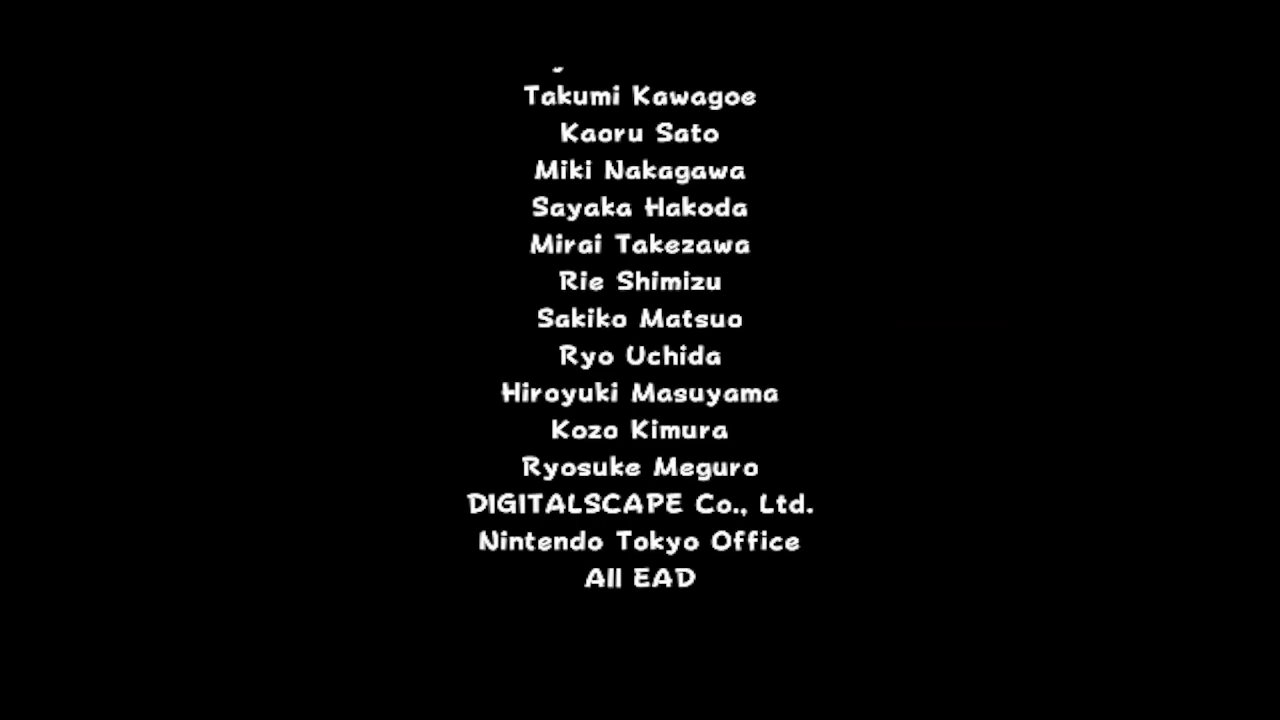 Takumi Kawagoe
Kaoru Sato
Miki Nakagawa
Sayaka Hakoda
Mirai Takezawa
Rie Shimizu
Sakiko Matsuo
Ryo Uchida
Hiroyuki Masuyama
Kozo Kimura
Ryosuke Meguro
DIGITALSCAPE Co., Ltd.
Nintendo Tokyo Office
All EAD